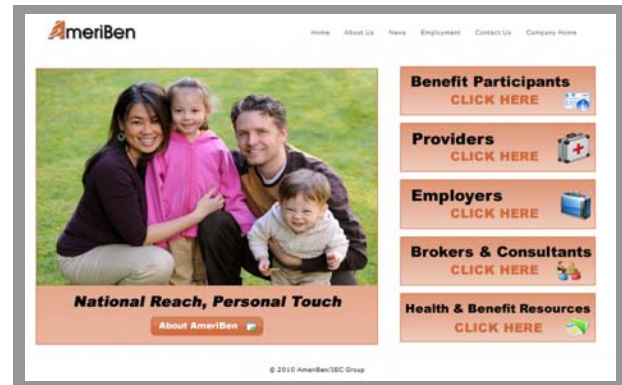 AmeriBen
Home About Us News Employment Contact Us Company Home
Benefit Participants
CLICK HERE
Providers
CLICK HERE
Employers
CLICK HERE
Brokers & Consultants
CLICK HERE
Health & Benefit Resources
CLICK HERE
National Reach, Personal Touch
About AmeriBen
© 2010 AmeriBen/IEC Group